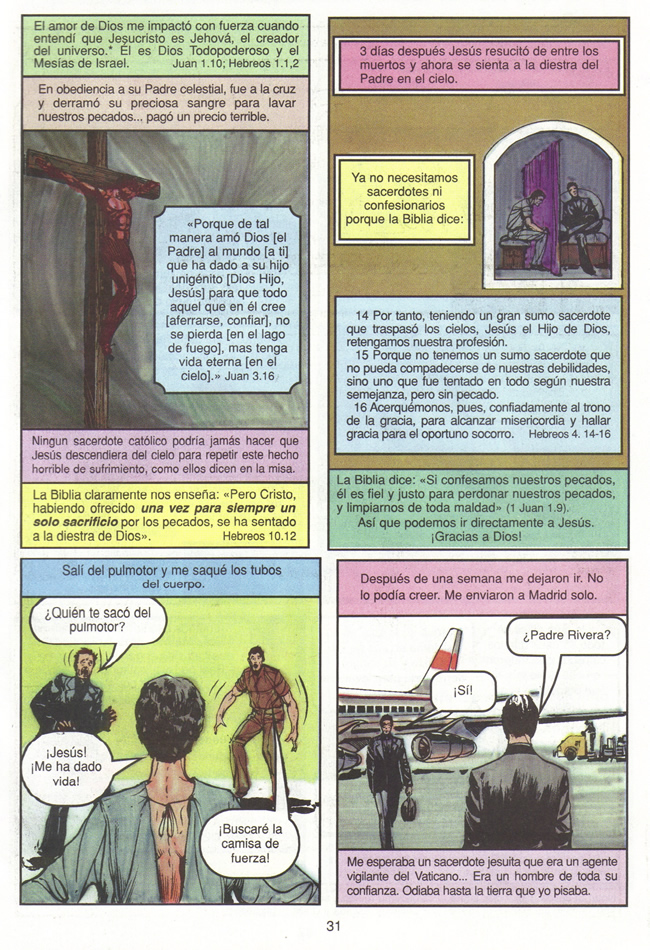 El amor de Dios me impactó con fuerza cuando
entendí que Jesucristo es Jehová, el creador
del universo.* Él es Dios Todopoderoso y el
Mesías de Israel. Juan 1.10; Hebreos 1.1,2
En obediencia a su Padre celestial, fue a la cruz
y derramó su preciosa sangre para lavar
nuestros pecados... pagó un precio terrible.
«Porque de tal
manera amó Dios [el
Padre] al mundo [a ti]
que ha dado a su hijo
unigénito [Dios Hijo,
Jesús] para que todo
aquel que en él cree
[aferrarse, confiar], no
se pierda [en el lago
de fuego], mas tenga
vida eterna [en el
cielo].» Juan 3.16
Ningun sacerdote católico podría jamás hacer que
Jesús descendiera del cielo para repetir este hecho
horrible de sufrimiento, como ellos dicen en la misa.
La Biblia claramente nos enseña: «Pero Cristo,
habiendo ofrecido una vez para siempre un
solo sacrificio por los pecados, se ha sentado
a la diestra de Dios». Hebreos 10.12
3 días después Jesús resucitó de entre los
muertos y ahora se sienta a la diestra del
Padre en el cielo.
Ya no necesitamos
sacerdotes ni
confesionarios
porque la Biblia dice:
14 Por tanto, teniendo un gran sumo sacerdote
que traspasó los cielos, Jesús el Hijo de Dios,
retengamos nuestra profesión.
15 Porque no tenemos un sumo sacerdote que
no pueda compadecerse de nuestras debilidades,
sino uno que fue tentado en todo según nuestra
semejanza, pero sin pecado.
16 Acerquémonos, pues, confiadamente al trono
de la gracia, para alcanzar misericordia y hallar
gracia para el oportuno socorro. Hebreos 4. 14-16
La Biblia dice: «Si confesamos nuestros pecados,
él es fiel y justo para perdonar nuestros pecados,
y limpiarnos de toda maldad» (1 Juan 1.9).
Así que podemos ir directamente a Jesús.
¡Gracias a Dios!
Salí del pulmotor y me saqué los tubos
del cuerpo.
¿Quién te sacó del
pulmotor?
¡Jesús!
¡Me ha dado
vida!
¡Buscaré la
camisa de
fuerza!
Después de una semana me dejaron ir. No
lo podía creer. Me enviaron a Madrid solo.
¿Padre Rivera?
¡Sí!
Me esperaba un sacerdote jesuita que era un agente
vigilante del Vaticano... Era un hombre de toda su
confianza. Odiaba hasta la tierra que yo pisaba.
31